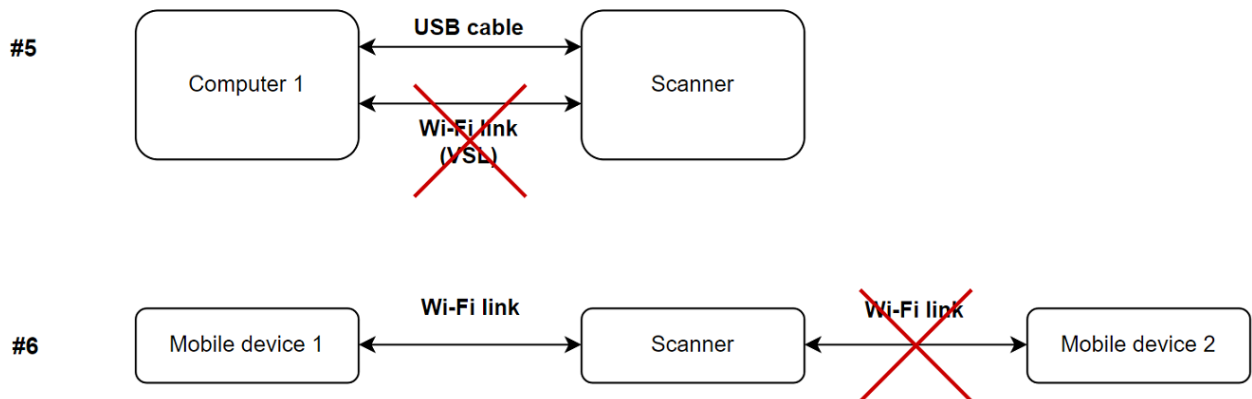 #5
USB cable
Computer 1
Scanner
Wi-Fi link
(VSL)
#6
Wi-Fi link
Wi-Fi link
Mobile device 1
Scanner
Mobile device 2